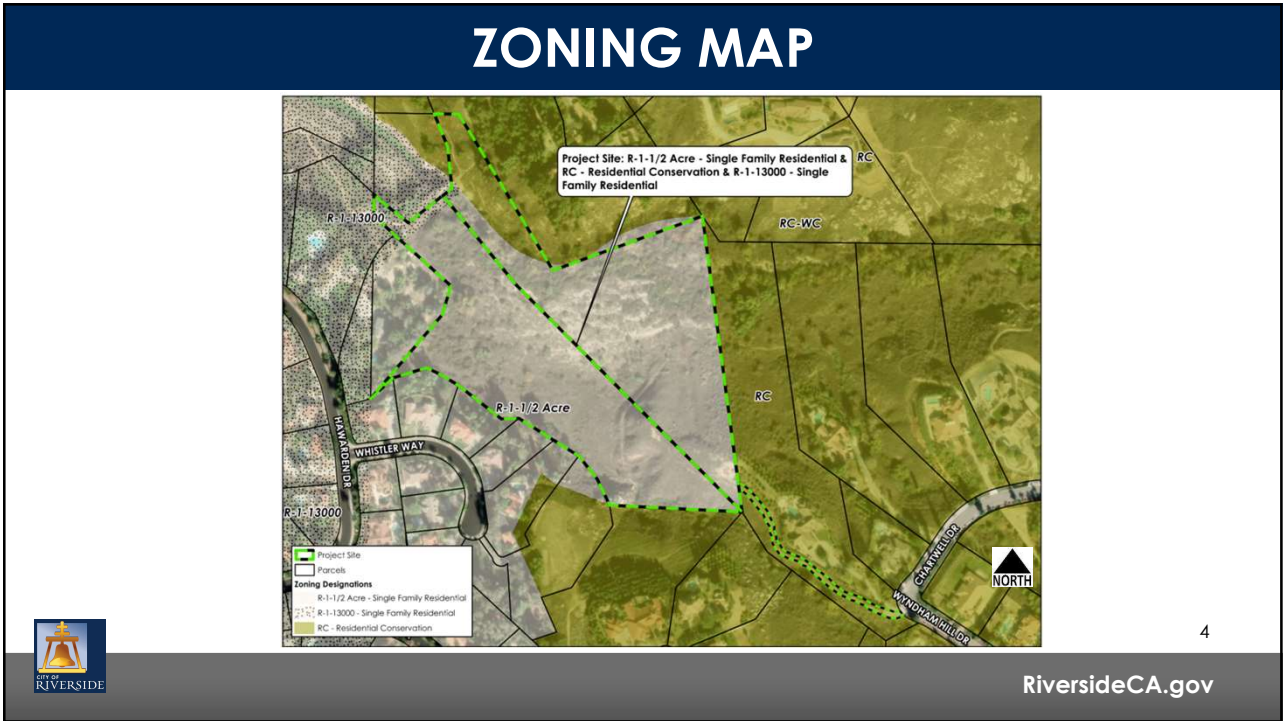 ZONING MAP
Project Site: R-1-1/2 Acre - Single Family Residential &
RC - Residential Conservation & R-1-13000 - Single
Family Residential
RC
R-1-13000
RC-WC
RC
R-1-1/2 Acre
HAWARDEN DR
WHISTLER WAY
R-1-13000
CHARTWELL DR
WYNDHAM HILL DR
NORTH
Project Site
Parcels
Zoning Designations
R-1-1/2 Acre - Single Family Residential
R-1-13000 - Single Family Residential
RC - Residential Conservation
4
CITY OF
RIVERSIDE
RiversideCA.gov